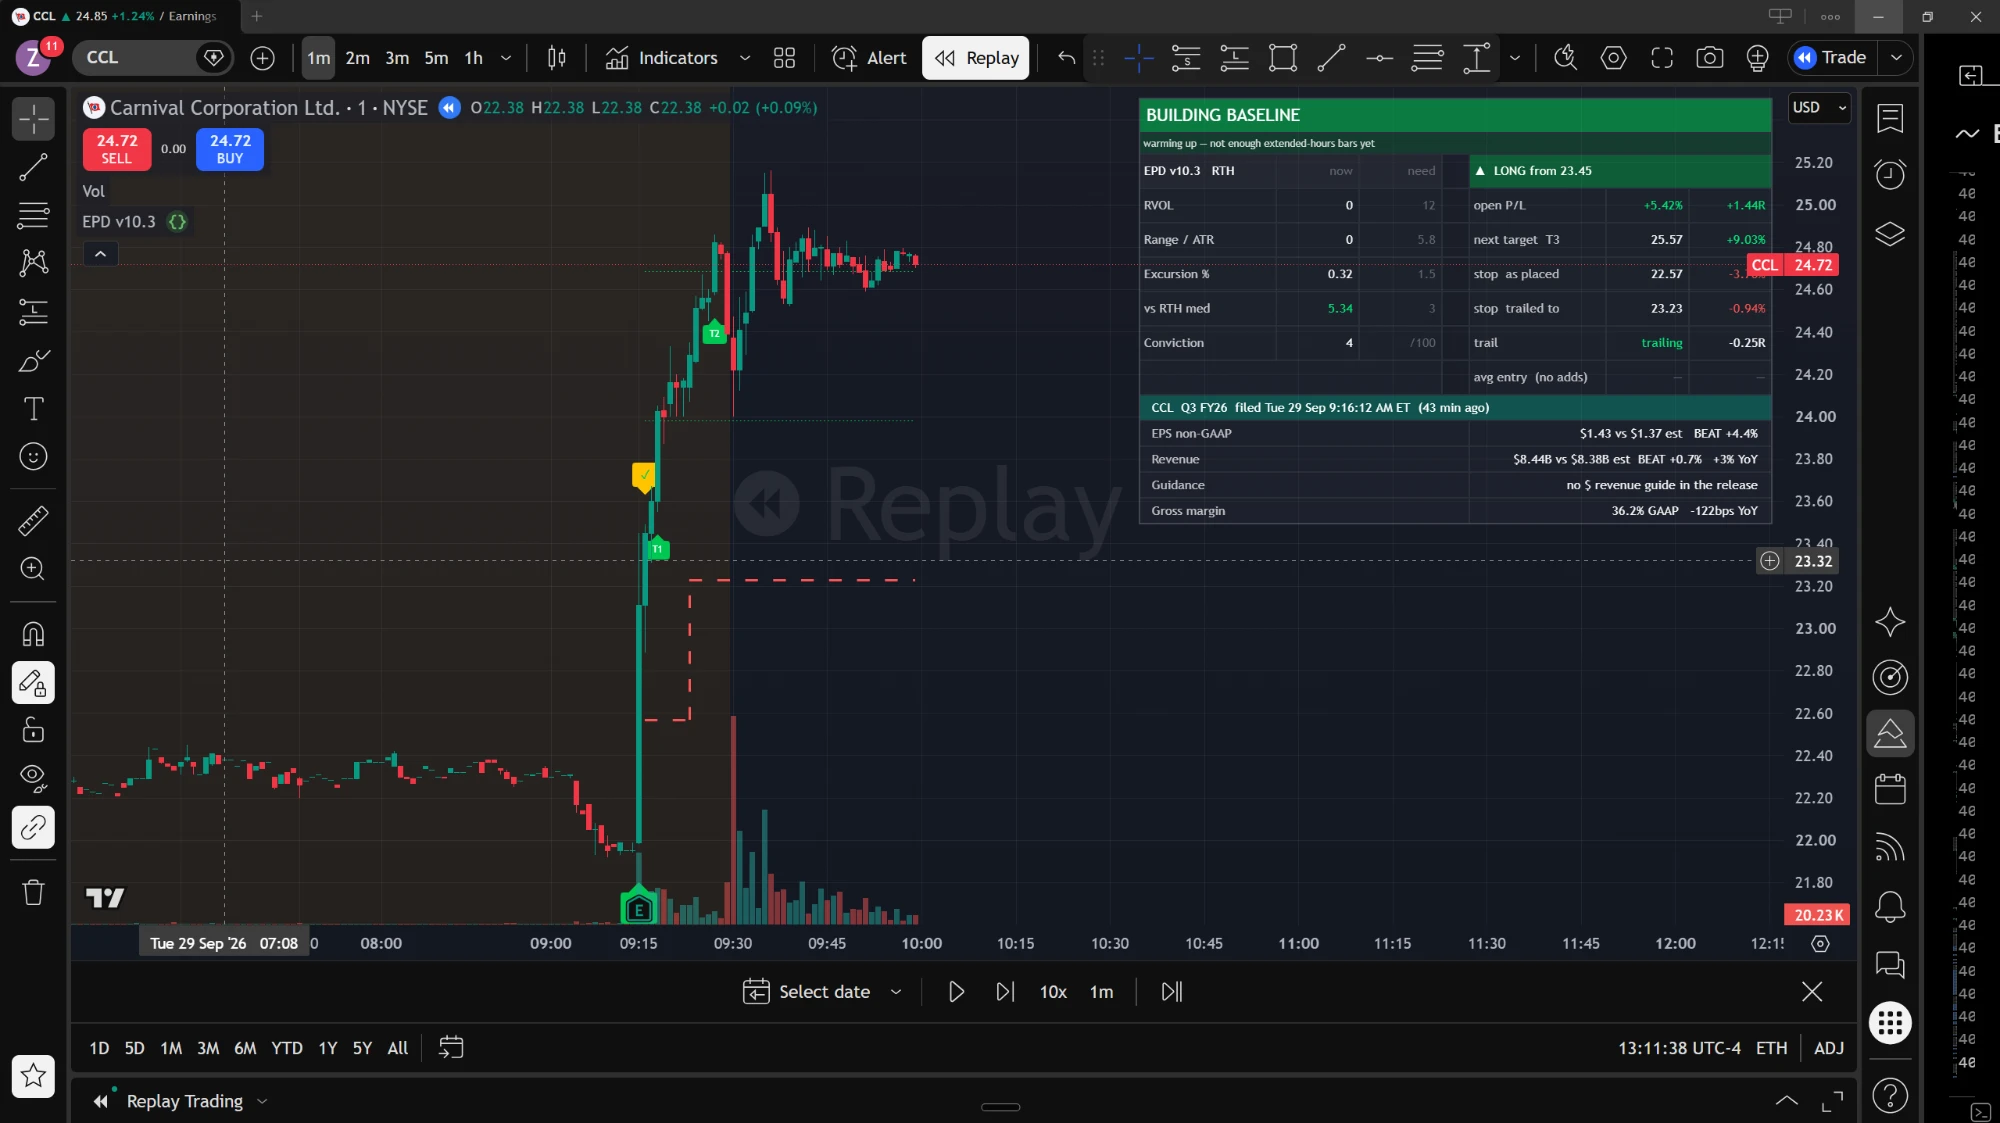 CCL ▲ 24.85 +1.24% / Earnings
Z 11 CCL 1m 2m 3m 5m 1h Indicators Alert Replay Trade
Carnival Corporation Ltd. · 1 · NYSE O22.38 H22.38 L22.38 C22.38 +0.02 (+0.09%)
24.72 SELL 0.00 24.72 BUY
Vol
EPD v10.3 {}
BUILDING BASELINE
warming up — not enough extended-hours bars yet
EPD v10.3 RTH now need ▲ LONG from 23.45
RVOL 0 12 open P/L +5.42% +1.44R
Range / ATR 0 5.8 next target T3 25.57 +9.03%
Excursion % 0.32 1.5 stop as placed 22.57
vs RTH med 5.34 3 stop trailed to 23.23 -0.94%
Conviction 4 /100 trail trailing -0.25R
avg entry (no adds) — —
CCL Q3 FY26 filed Tue 29 Sep 9:16:12 AM ET (43 min ago)
EPS non-GAAP $1.43 vs $1.37 est BEAT +4.4%
Revenue $8.44B vs $8.38B est BEAT +0.7% +3% YoY
Guidance no $ revenue guide in the release
Gross margin 36.2% GAAP -122bps YoY
USD
25.20
25.00
24.80
CCL 24.72
24.60
24.40
24.20
24.00
23.80
23.60
23.40
23.32
23.20
23.00
22.80
22.60
22.40
22.20
22.00
21.80
20.23 K
T2
✓
T1
E
Replay
Tue 29 Sep '26 07:08 08:00 09:00 09:15 09:30 09:45 10:00 10:15 10:30 10:45 11:00 11:15 11:30 11:45 12:00
Select date 10x 1m
1D 5D 1M 3M 6M YTD 1Y 5Y All 13:11:38 UTC-4 ETH ADJ
Replay Trading